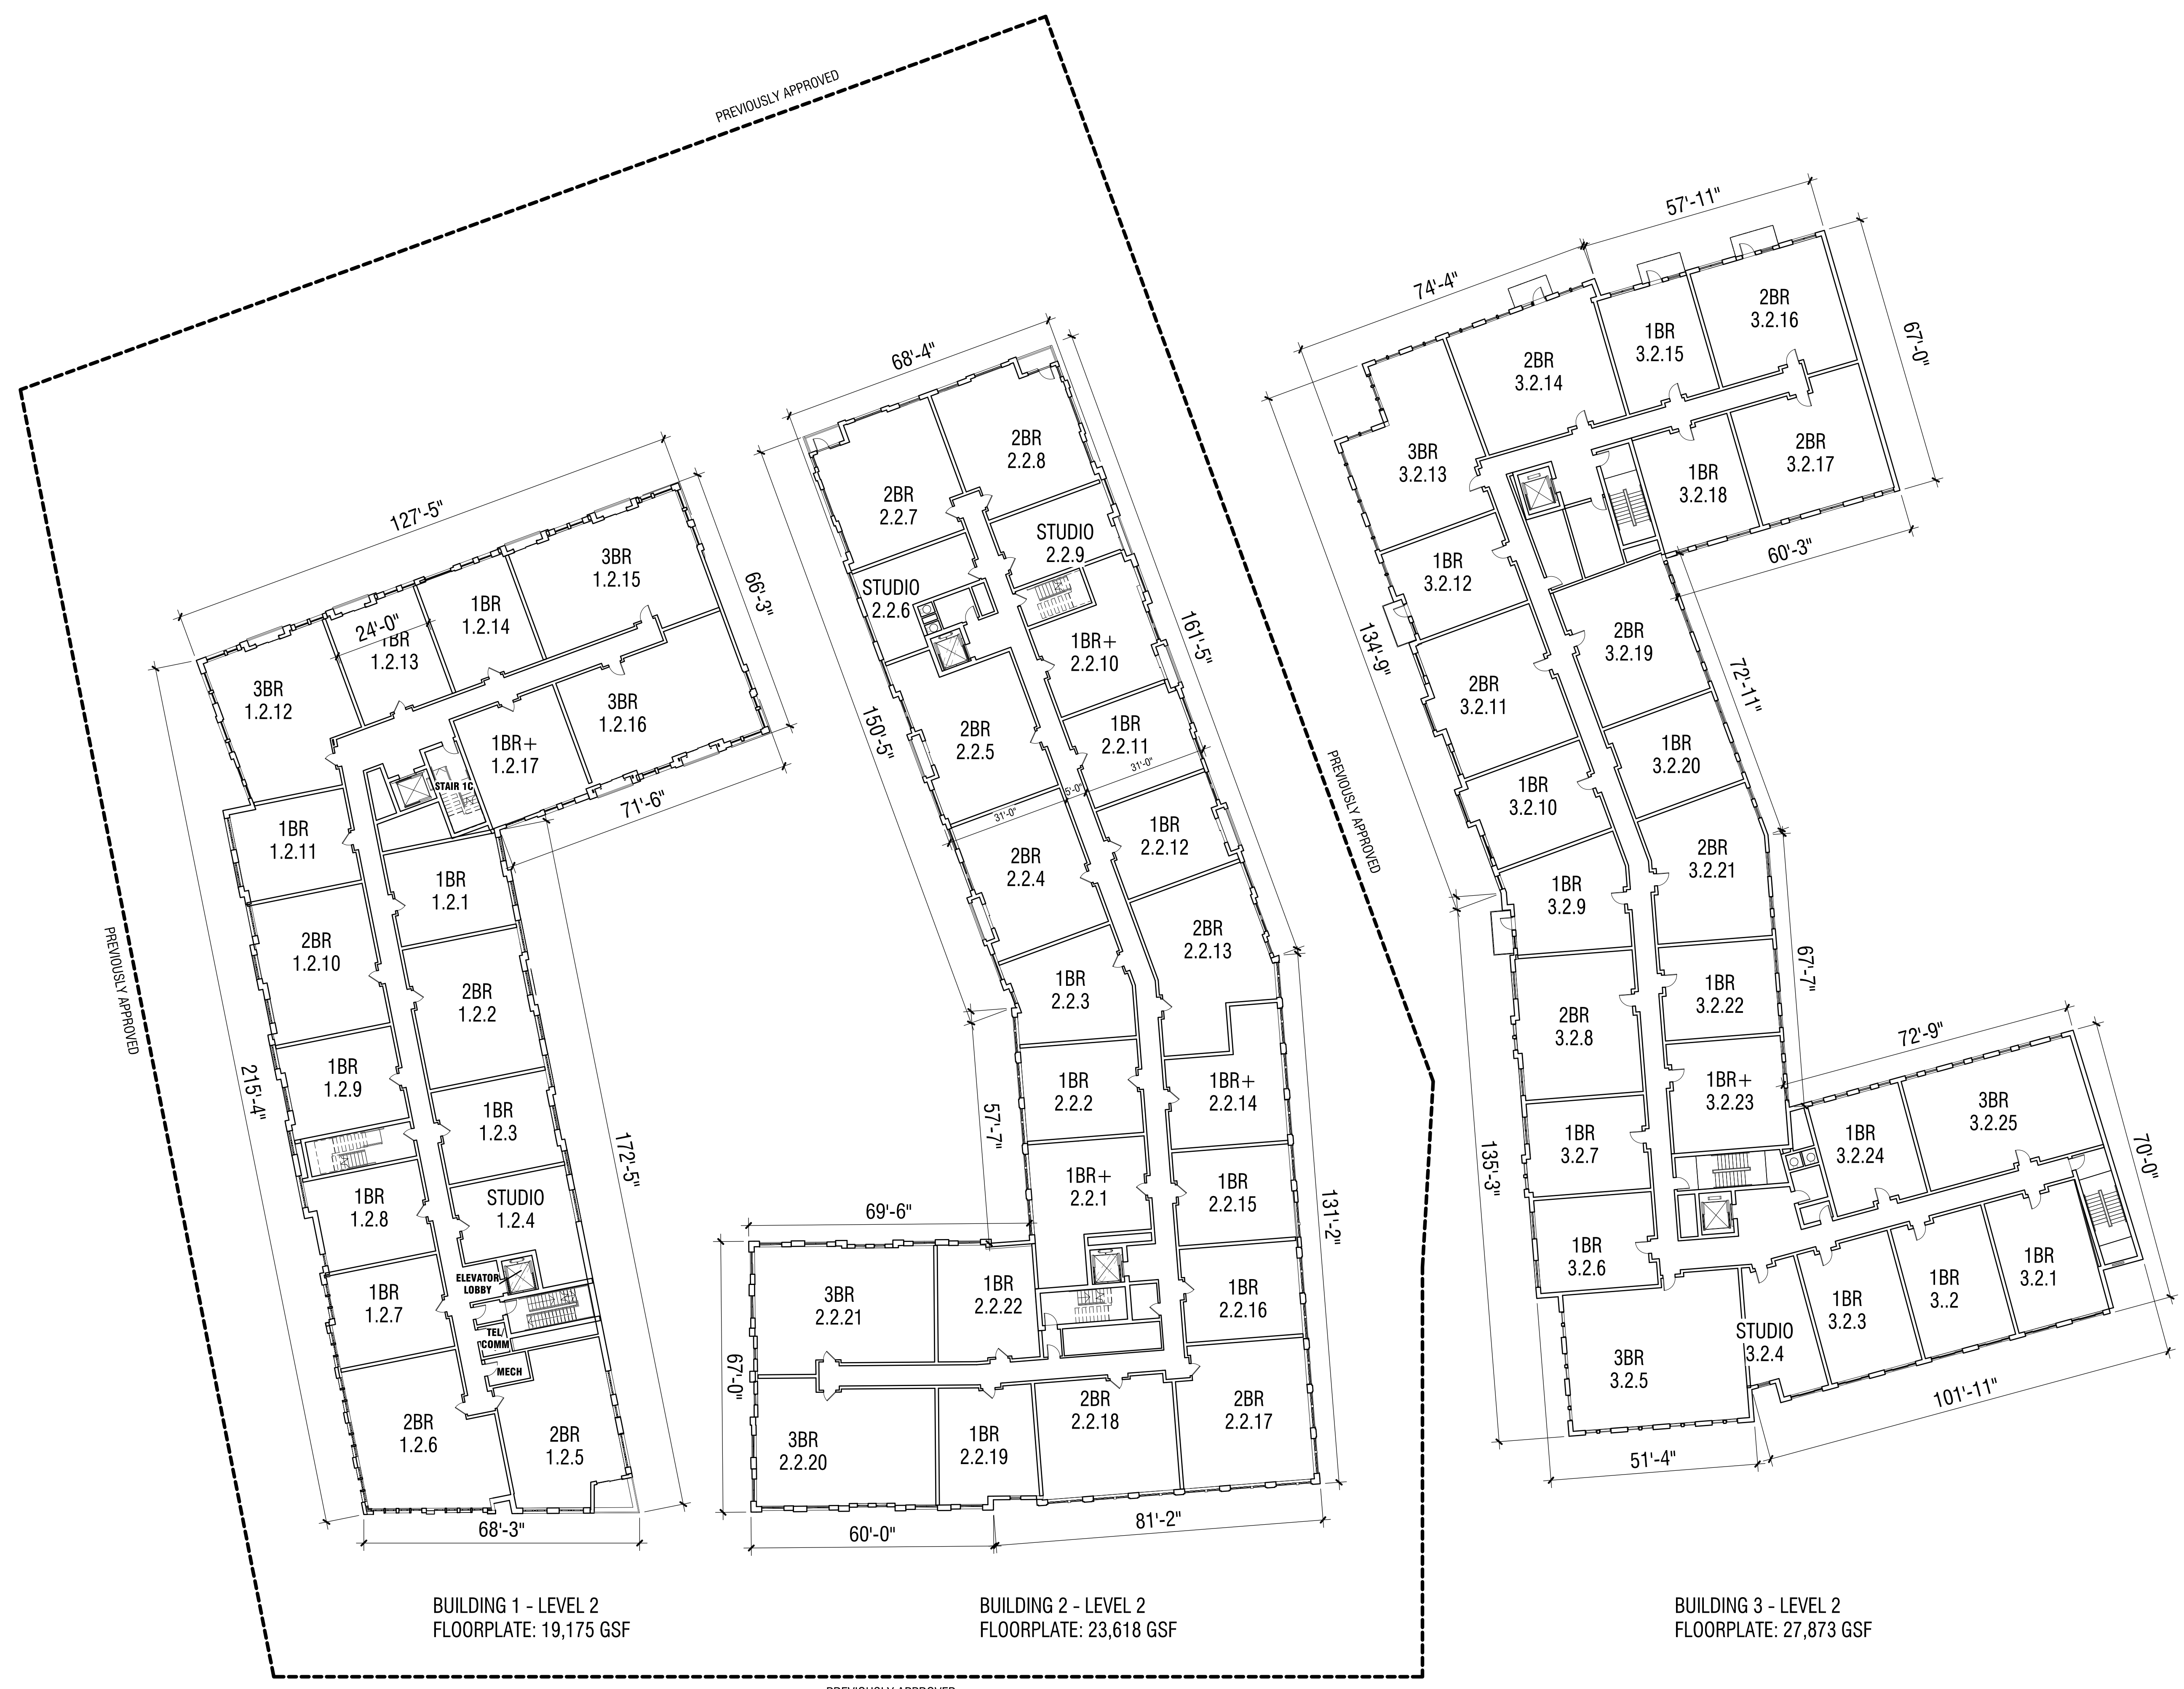 PREVIOUSLY APPROVED
PREVIOUSLY APPROVED
PREVIOUSLY APPROVED
PREVIOUSLY APPROVED
127'-5"
66'-3"
71'-6"
24'-0"
215'-4"
172'-5"
68'-3"
3BR
1.2.15
1BR
1.2.14
1BR
1.2.13
3BR
1.2.12
3BR
1.2.16
1BR+
1.2.17
STAIR 1C
1BR
1.2.11
1BR
1.2.1
2BR
1.2.10
2BR
1.2.2
1BR
1.2.9
1BR
1.2.3
1BR
1.2.8
STUDIO
1.2.4
ELEVATOR
LOBBY
1BR
1.2.7
TEL/
COMM
MECH
2BR
1.2.6
2BR
1.2.5
BUILDING 1 - LEVEL 2
FLOORPLATE: 19,175 GSF
68'-4"
161'-5"
150'-5"
31'-0"
5'-0"
31'-0"
57'-7"
69'-6"
131'-2"
67'-0"
60'-0"
81'-2"
2BR
2.2.8
2BR
2.2.7
STUDIO
2.2.9
STUDIO
2.2.6
1BR+
2.2.10
2BR
2.2.5
1BR
2.2.11
1BR
2.2.12
2BR
2.2.4
2BR
2.2.13
1BR
2.2.3
1BR
2.2.2
1BR+
2.2.14
1BR+
2.2.1
1BR
2.2.15
3BR
2.2.21
1BR
2.2.22
1BR
2.2.16
3BR
2.2.20
1BR
2.2.19
2BR
2.2.18
2BR
2.2.17
BUILDING 2 - LEVEL 2
FLOORPLATE: 23,618 GSF
57'-11"
74'-4"
67'-0"
60'-3"
134'-9"
72'-11"
67'-7"
72'-9"
70'-0"
135'-3"
101'-11"
51'-4"
2BR
3.2.16
1BR
3.2.15
2BR
3.2.14
3BR
3.2.13
2BR
3.2.17
1BR
3.2.18
1BR
3.2.12
2BR
3.2.19
2BR
3.2.11
1BR
3.2.20
1BR
3.2.10
2BR
3.2.21
1BR
3.2.9
1BR
3.2.22
2BR
3.2.8
1BR+
3.2.23
3BR
3.2.25
1BR
3.2.7
1BR
3.2.24
1BR
3.2.6
1BR
3.2.1
1BR
3..2
1BR
3.2.3
STUDIO
3.2.4
3BR
3.2.5
BUILDING 3 - LEVEL 2
FLOORPLATE: 27,873 GSF